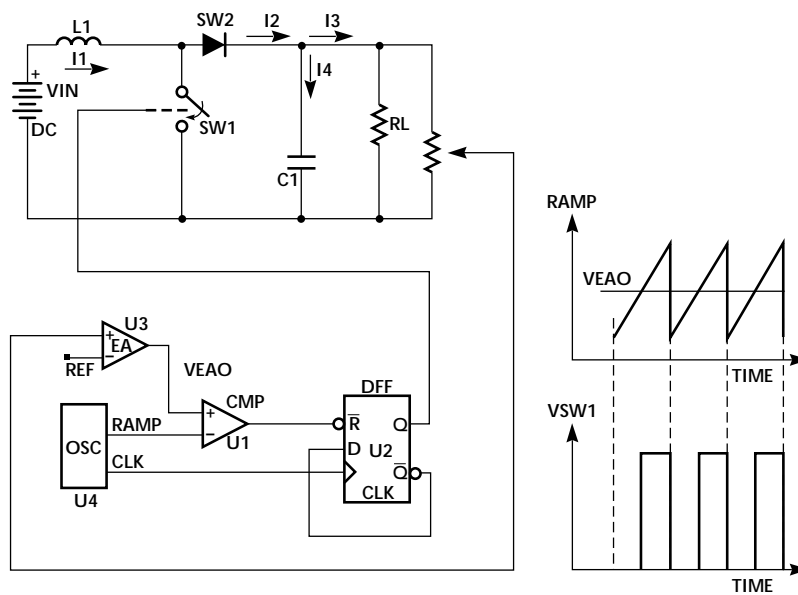 L1
SW2
I2
I3
I1
I4
+
VIN
DC
SW1
RL
C1
RAMP
VEAO
TIME
U3
+
EA
−
REF
VEAO
CMP
DFF
OSC
RAMP
+
−
U1
R̅
Q
D
U2
CLK
Q̅
CLK
U4
VSW1
TIME